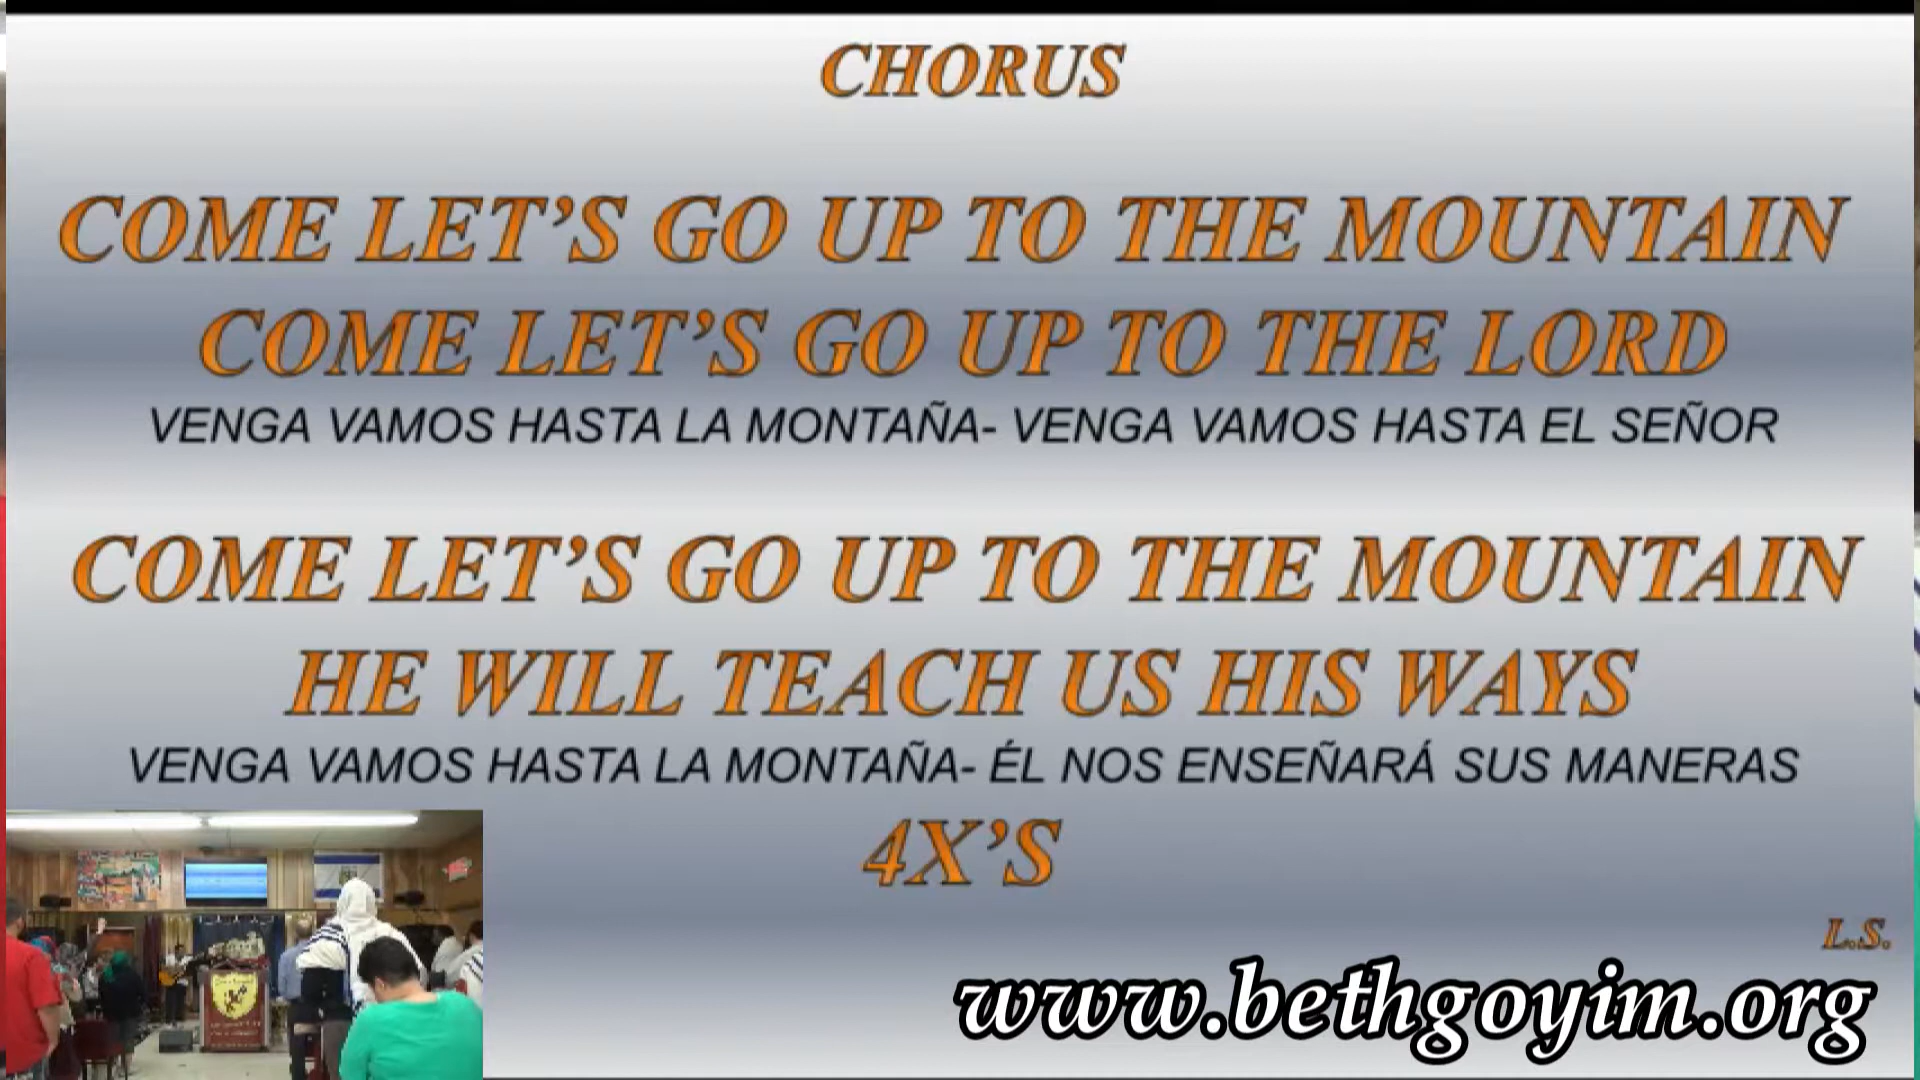 CHORUS
COME LET'S GO UP TO THE MOUNTAIN
COME LET'S GO UP TO THE LORD
VENGA VAMOS HASTA LA MONTAÑA- VENGA VAMOS HASTA EL SEÑOR
COME LET'S GO UP TO THE MOUNTAIN
HE WILL TEACH US HIS WAYS
VENGA VAMOS HASTA LA MONTAÑA- ÉL NOS ENSEÑARÁ SUS MANERAS
4X'S
L.S.
www.bethgoyim.org